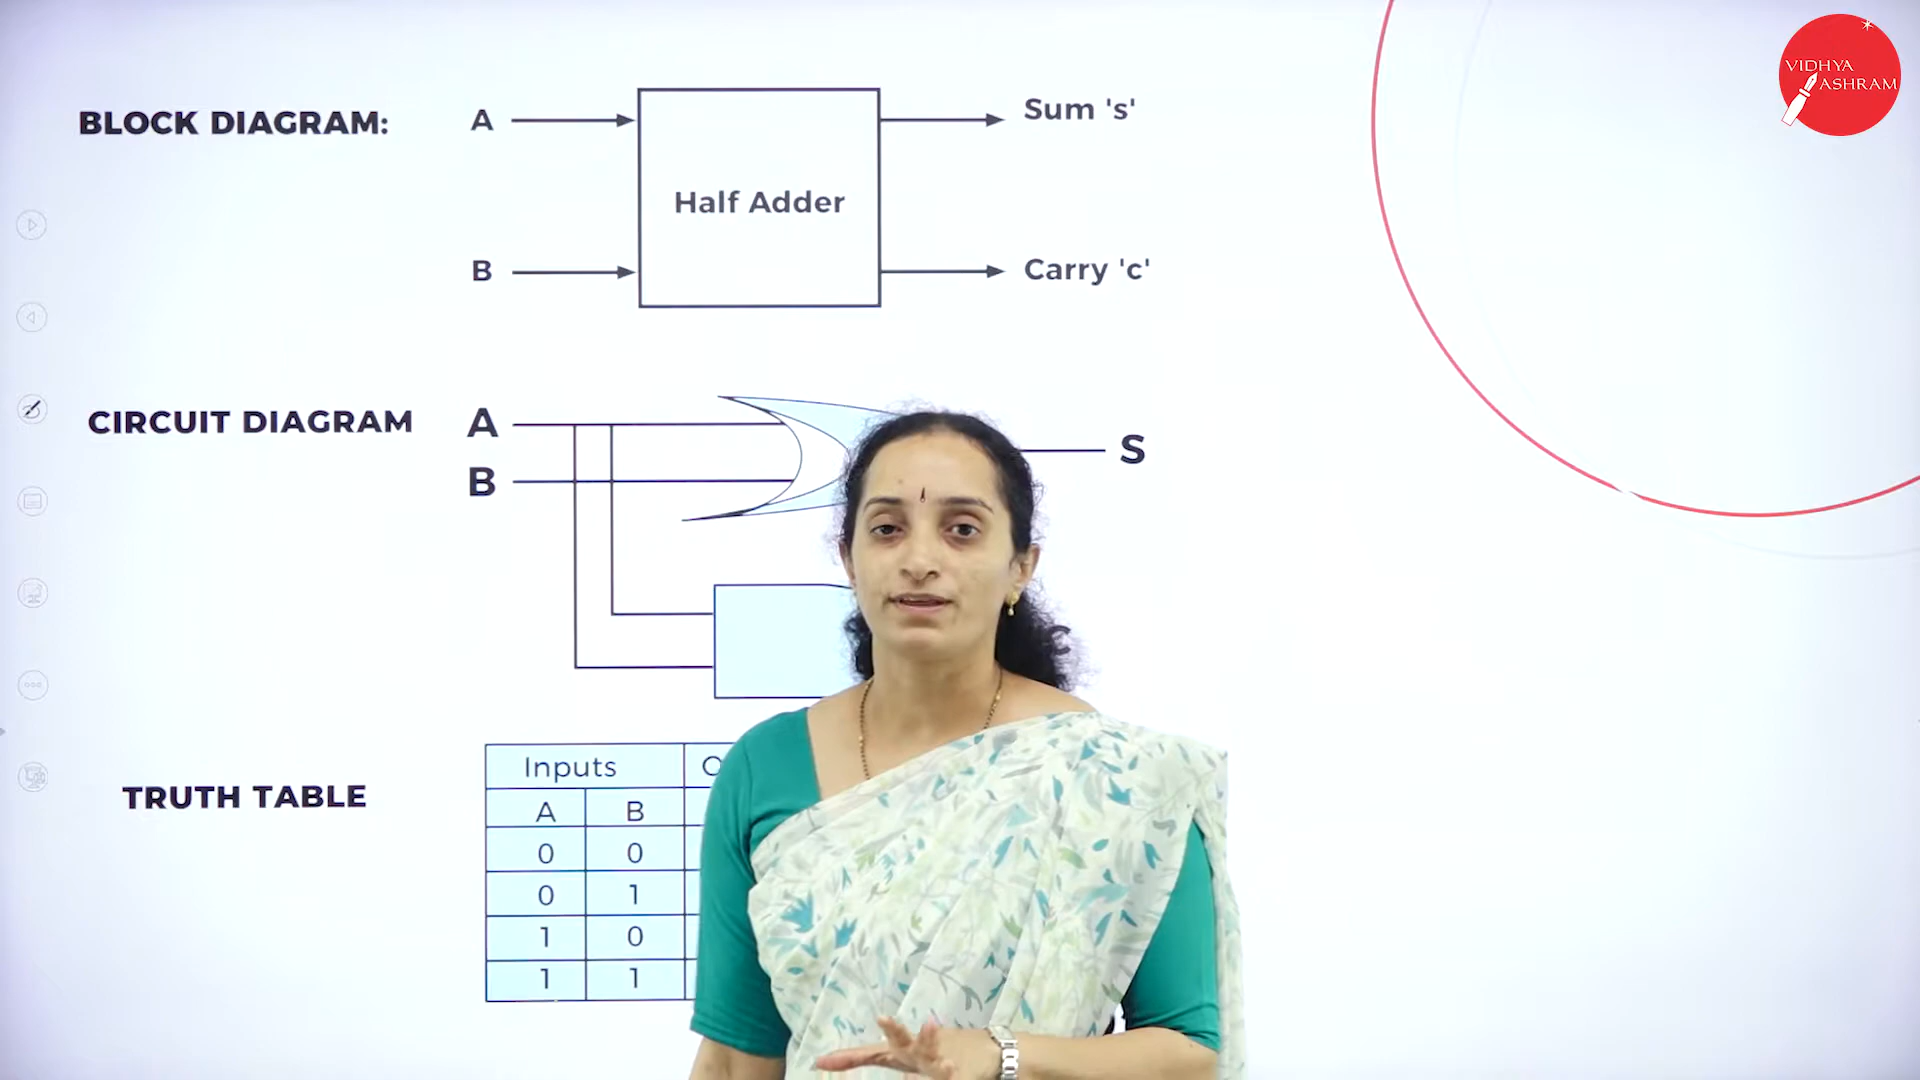 VIDHYA
ASHRAM
BLOCK DIAGRAM:
A
Sum 's'
Half Adder
B
Carry 'c'
CIRCUIT DIAGRAM
A
S
B
C
TRUTH TABLE
Inputs
A B
0 0
0 1
1 0
1 1